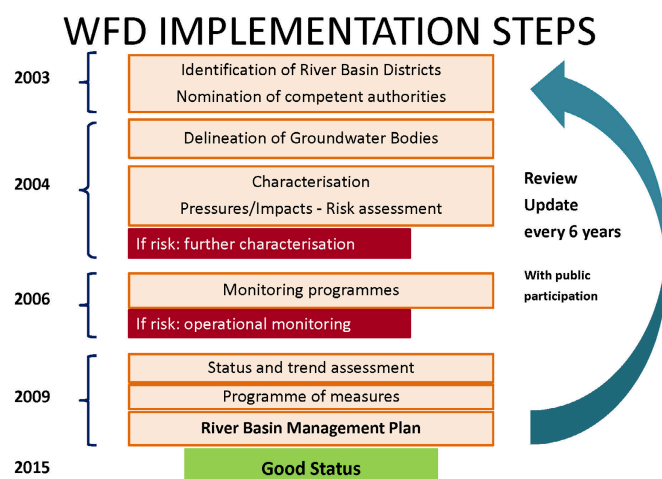 WFD IMPLEMENTATION STEPS
2003
Identification of River Basin Districts
Nomination of competent authorities
Delineation of Groundwater Bodies
2004
Characterisation
Pressures/Impacts - Risk assessment
If risk: further characterisation
Review
Update
every 6 years
With public
participation
2006
Monitoring programmes
If risk: operational monitoring
2009
Status and trend assessment
Programme of measures
River Basin Management Plan
2015
Good Status